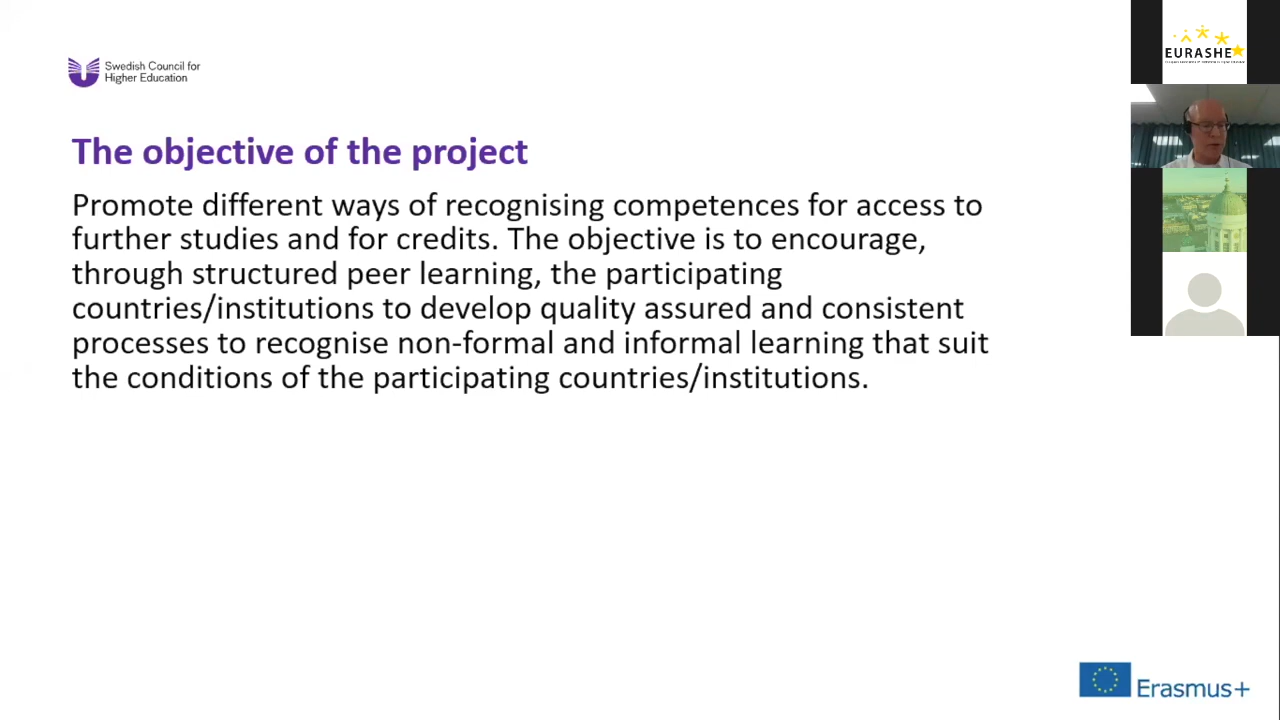 Swedish Council for
Higher Education
EURASHE
The objective of the project
Promote different ways of recognising competences for access to
further studies and for credits. The objective is to encourage,
through structured peer learning, the participating
countries/institutions to develop quality assured and consistent
processes to recognise non-formal and informal learning that suit
the conditions of the participating countries/institutions.
Erasmus+